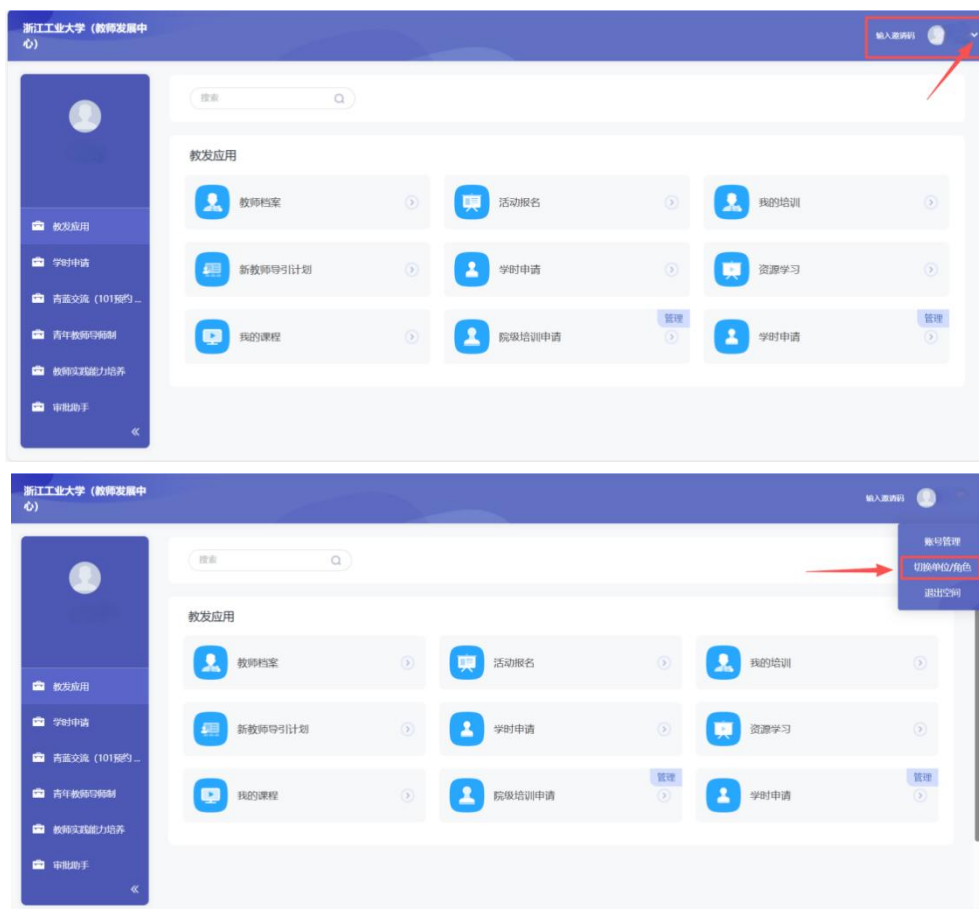 浙江工业大学（教师发展中
心）
输入邀请码
搜索
教发应用
教师档案
活动报名
我的培训
教发应用
学时申请
新教师导引计划
学时申请
资源学习
青蓝交流（101预约 ...
管理
管理
青年教师导师制
我的课程
院级培训申请
学时申请
教师实践能力培养
审批助手
浙江工业大学（教师发展中
心）
输入邀请码
账号管理
搜索
切换单位/角色
退出空间
教发应用
教师档案
活动报名
我的培训
教发应用
学时申请
新教师导引计划
学时申请
资源学习
青蓝交流（101预约 ...
管理
管理
青年教师导师制
我的课程
院级培训申请
学时申请
教师实践能力培养
审批助手